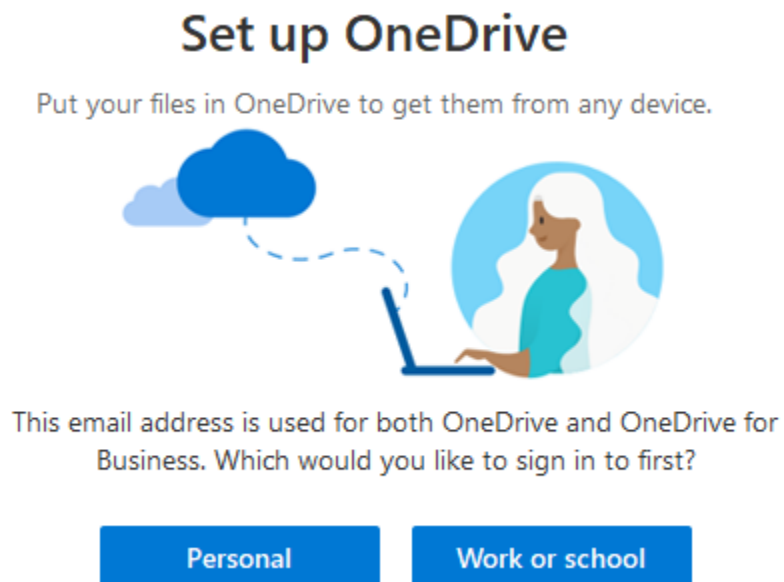 Set up OneDrive
Put your files in OneDrive to get them from any device.
This email address is used for both OneDrive and OneDrive for
Business. Which would you like to sign in to first?
Personal
Work or school